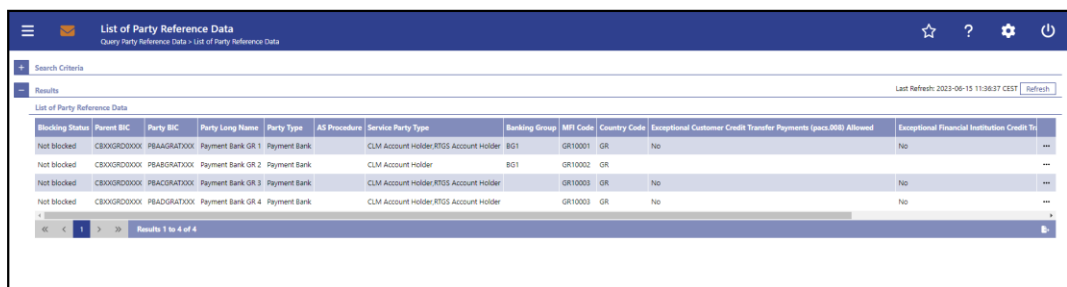 List of Party Reference Data
Query Party Reference Data > List of Party Reference Data
Search Criteria
Results Last Refresh: 2023-06-15 11:36:37 CEST Refresh
List of Party Reference Data
Blocking Status Parent BIC Party BIC Party Long Name Party Type AS Procedure Service Party Type Banking Group MFI Code Country Code Exceptional Customer Credit Transfer Payments (pacs.008) Allowed Exceptional Financial Institution Credit Tr
Not blocked CBXXGRD0XXX PBAAGRATXXX Payment Bank GR 1 Payment Bank CLM Account Holder,RTGS Account Holder BG1 GR10001 GR No No ...
Not blocked CBXXGRD0XXX PBABGRATXXX Payment Bank GR 2 Payment Bank CLM Account Holder BG1 GR10002 GR ...
Not blocked CBXXGRD0XXX PBACGRATXXX Payment Bank GR 3 Payment Bank CLM Account Holder,RTGS Account Holder GR10003 GR No No ...
Not blocked CBXXGRD0XXX PBADGRATXXX Payment Bank GR 4 Payment Bank CLM Account Holder,RTGS Account Holder GR10003 GR No No ...
« < 1 > » Results 1 to 4 of 4